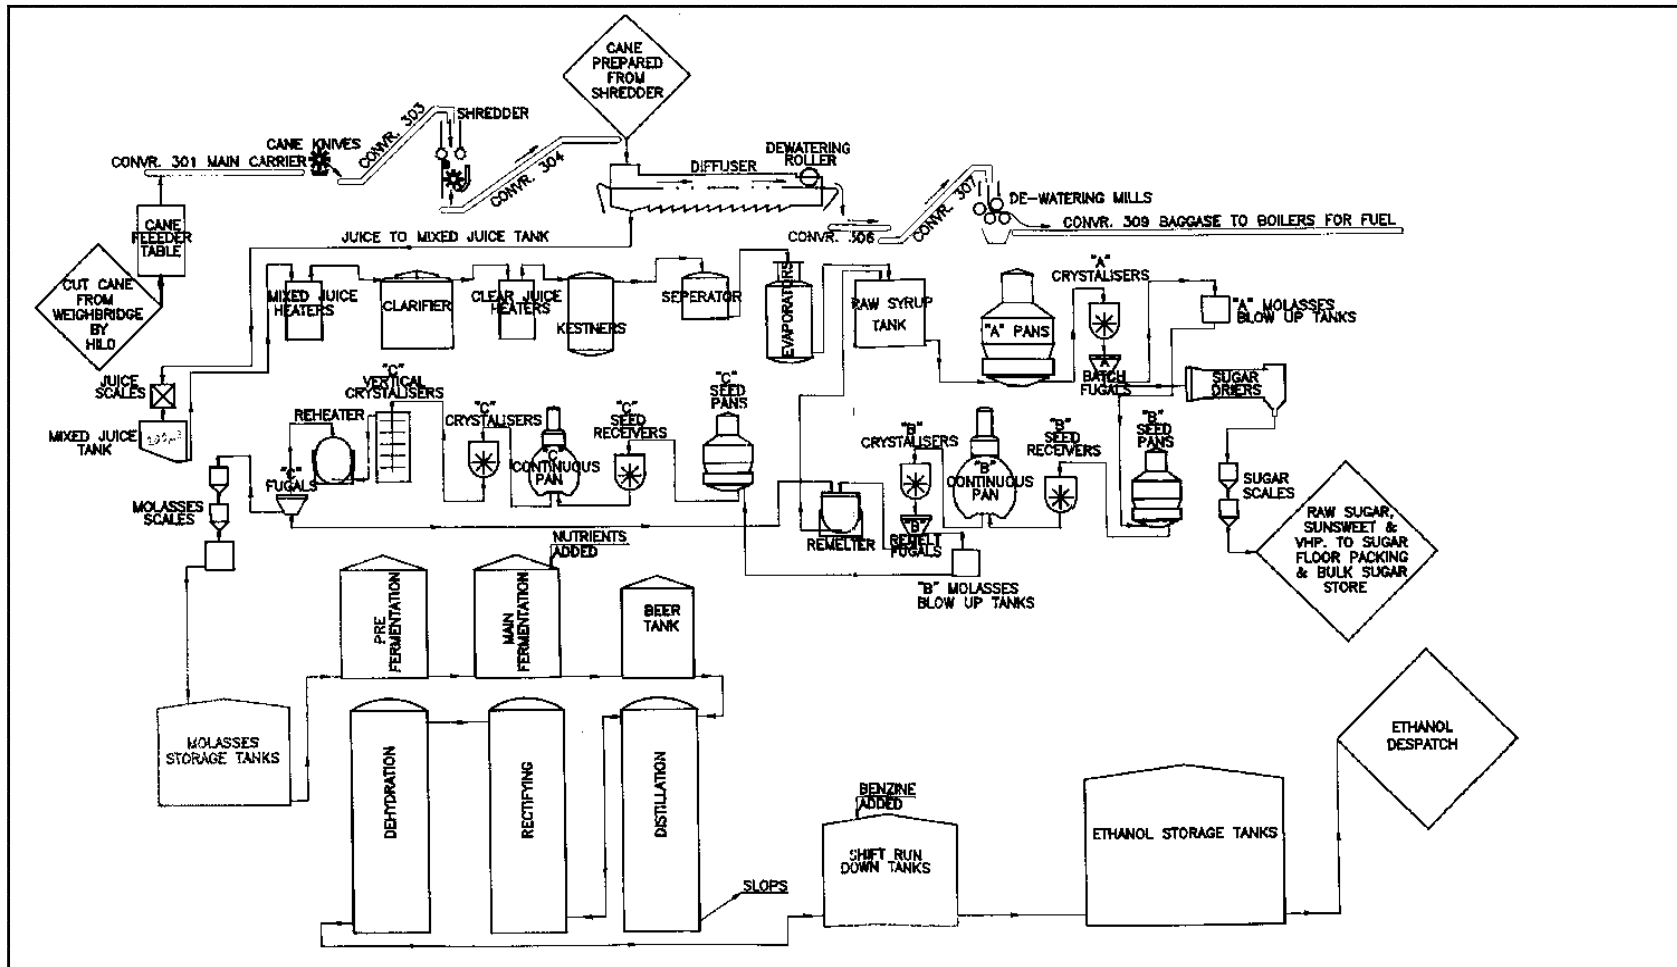 CANE
PREPARED
FROM
SHREDDER
CONVR. 303
SHREDDER
CANE KNIVES
CONVR. 301 MAIN CARRIER
CONVR. 304
DIFFUSER
DEWATERING
ROLLER
CONVR. 307
DE-WATERING MILLS
CONVR. 309 BAGGASE TO BOILERS FOR FUEL
CONVR. 306
CANE
FEEEDER
TABLE
JUICE TO MIXED JUICE TANK
CUT CANE
FROM
WEIGHBRIDGE
BY
HILO
MIXED JUICE
HEATERS
CLARIFIER
CLEAR JUICE
HEATERS
KESTNERS
SEPERATOR
EVAPORATORS
RAW SYRUP
TANK
"A" PANS
"A"
CRYSTALISERS
"A" MOLASSES
BLOW UP TANKS
"A"
BATCH
FUGALS
SUGAR
DRIERS
JUICE
SCALES
MIXED JUICE
TANK
"C"
VERTICAL
CRYSTALISERS
REHEATER
"C"
CRYSTALISERS
"C"
CONTINUOUS
PAN
"C"
SEED
RECEIVERS
"C"
SEED
PANS
"B"
CRYSTALISERS
"B"
CONTINUOUS
PAN
"B"
SEED
RECEIVERS
"B"
SEED
PANS
SUGAR
SCALES
"C"
FUGALS
MOLASSES
SCALES
REMELTER
"B"
REMELT
FUGALS
"B" MOLASSES
BLOW UP TANKS
RAW SUGAR,
SUNSWEET &
VHP. TO SUGAR
FLOOR PACKING
& BULK SUGAR
STORE
NUTRIENTS
ADDED
PRE
FERMENTATION
MAIN
FERMENTATION
BEER
TANK
MOLASSES
STORAGE TANKS
DEHYDRATION
RECTIFYING
DISTILLATION
SLOPS
BENZINE
ADDED
SHIFT RUN
DOWN TANKS
ETHANOL STORAGE TANKS
ETHANOL
DESPATCH